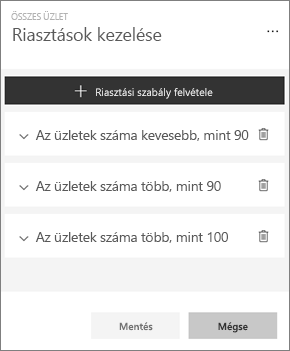 ÖSSZES ÜZLET
Riasztások kezelése
Riasztási szabály felvétele
Az üzletek száma kevesebb, mint 90
Az üzletek száma több, mint 90
Az üzletek száma több, mint 100
Mentés
Mégse